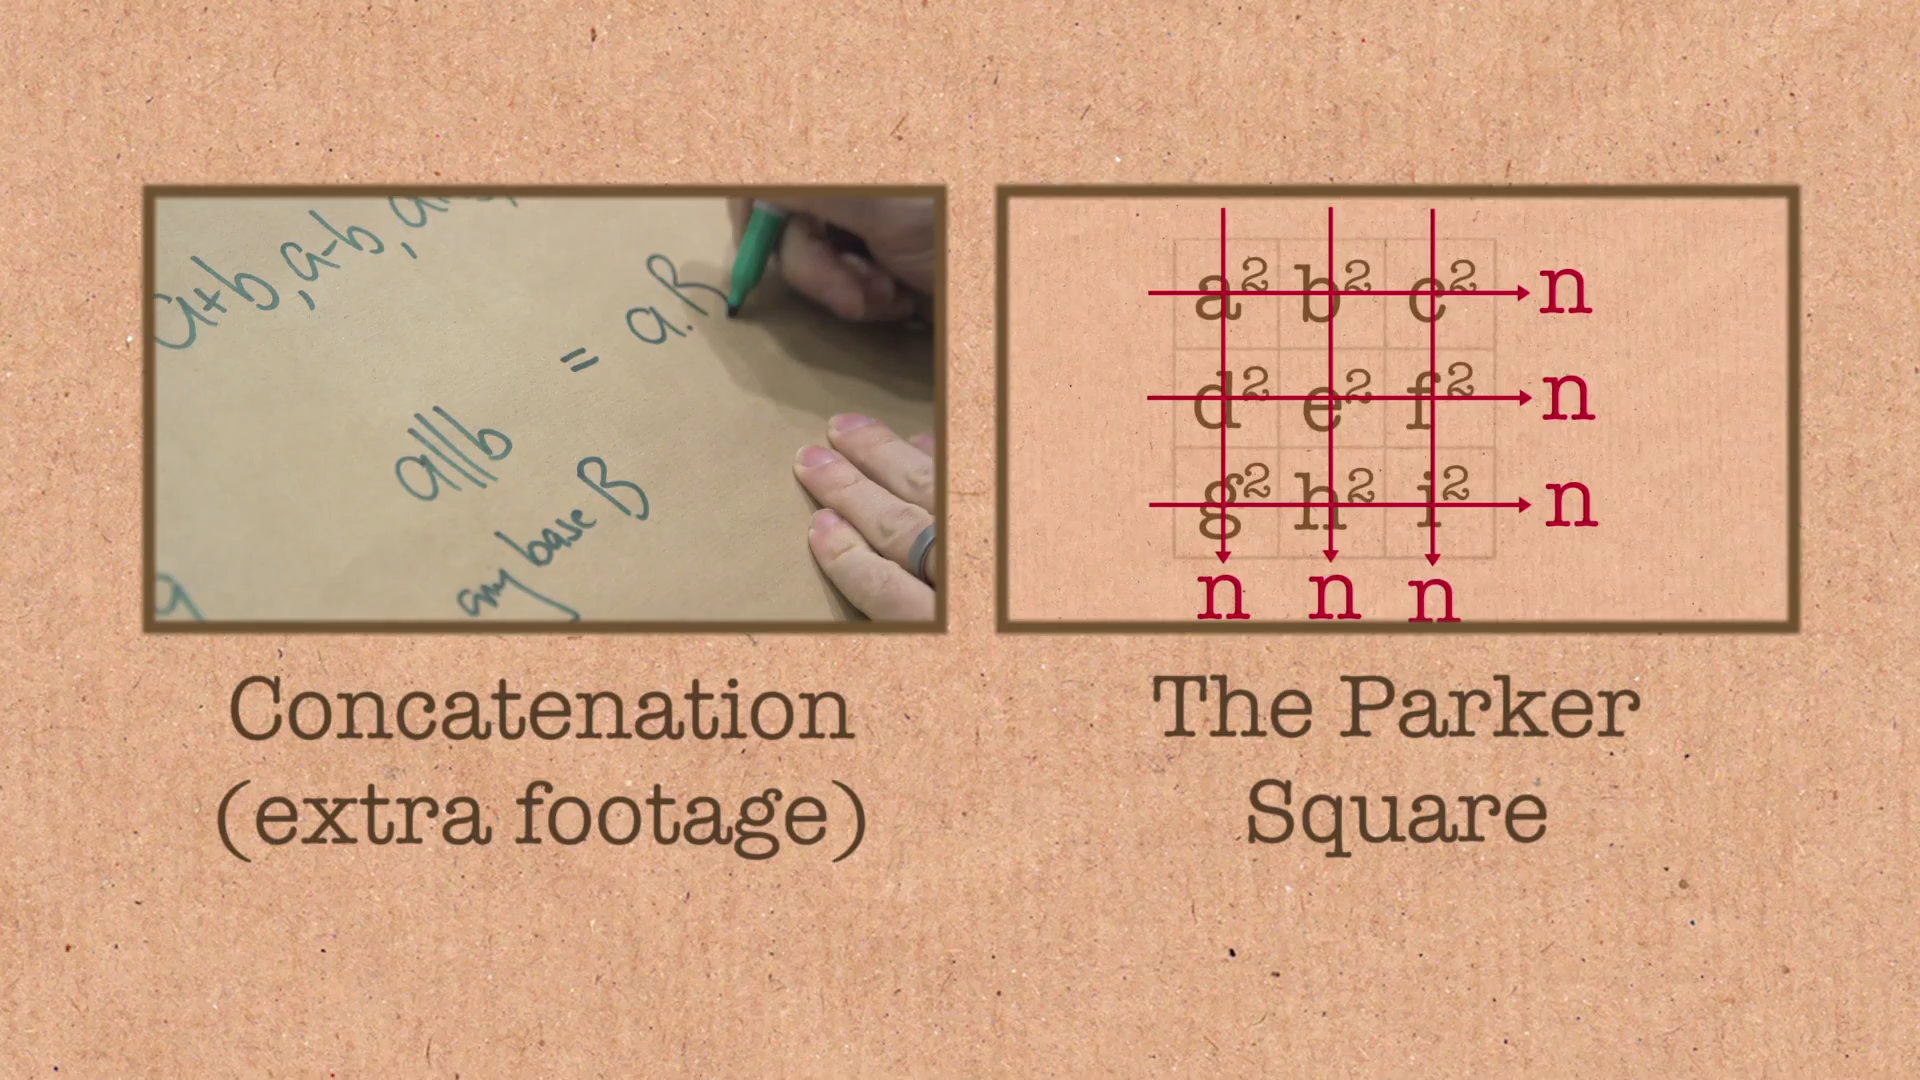 a+b, a-b,
= a.B
a||b
any base B
a² b² c² n
d² e² f² n
g² h² i² n
n n n
Concatenation
(extra footage)
The Parker
Square